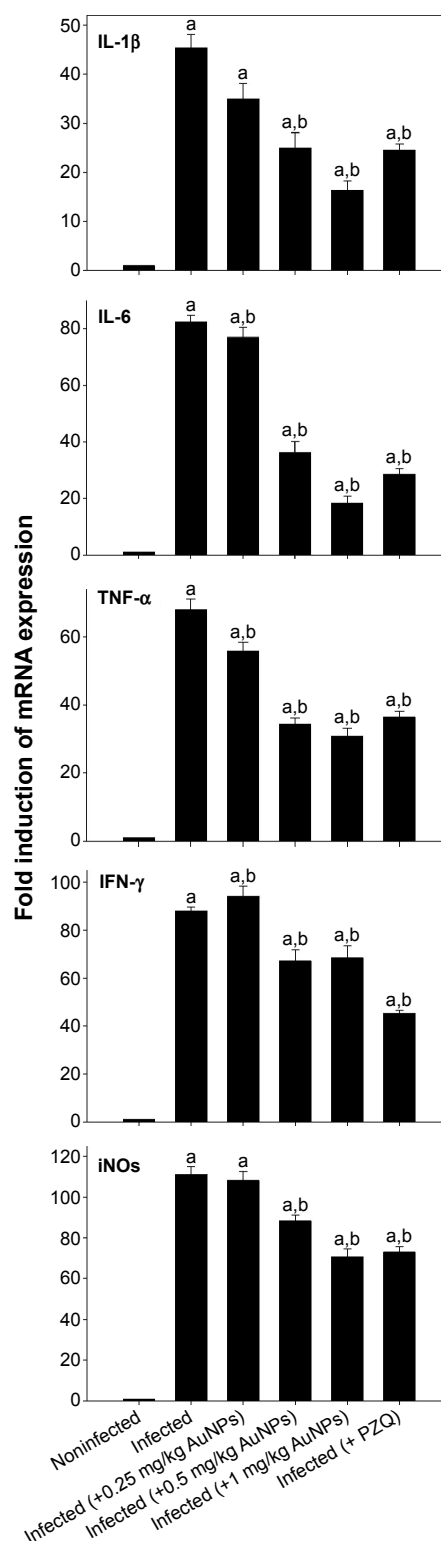 Fold induction of mRNA expression
IL-1β
50
40
30
20
10
0
a
a
a,b
a,b
a,b
IL-6
80
60
40
20
0
a
a,b
a,b
a,b
a,b
TNF-α
60
40
20
0
a
a,b
a,b
a,b
a,b
IFN-γ
100
80
60
40
20
0
a
a,b
a,b
a,b
a,b
iNOs
120
100
80
60
40
20
0
a
a
a,b
a,b
a,b
Noninfected
Infected
Infected (+0.25 mg/kg AuNPs)
Infected (+0.5 mg/kg AuNPs)
Infected (+1 mg/kg AuNPs)
Infected (+ PZQ)